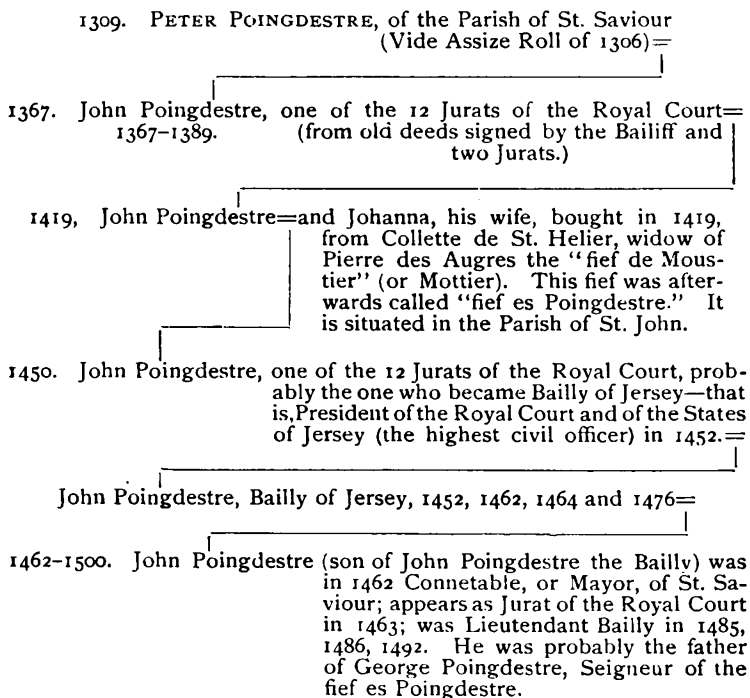 1309. PETER POINGDESTRE, of the Parish of St. Saviour
(Vide Assize Roll of 1306)=
1367. John Poingdestre, one of the 12 Jurats of the Royal Court=
1367–1389. (from old deeds signed by the Bailiff and
two Jurats.)
1419, John Poingdestre=and Johanna, his wife, bought in 1419,
from Collette de St. Helier, widow of
Pierre des Augres the "fief de Mous-
tier" (or Mottier). This fief was after-
wards called "fief es Poingdestre." It
is situated in the Parish of St. John.
1450. John Poingdestre, one of the 12 Jurats of the Royal Court, prob-
ably the one who became Bailly of Jersey—that
is, President of the Royal Court and of the States
of Jersey (the highest civil officer) in 1452.=
John Poingdestre, Bailly of Jersey, 1452, 1462, 1464 and 1476=
1462–1500. John Poingdestre (son of John Poingdestre the Bailly) was
in 1462 Connetable, or Mayor, of St. Sa-
viour; appears as Jurat of the Royal Court
in 1463; was Lieutendant Bailly in 1485,
1486, 1492. He was probably the father
of George Poingdestre, Seigneur of the
fief es Poingdestre.